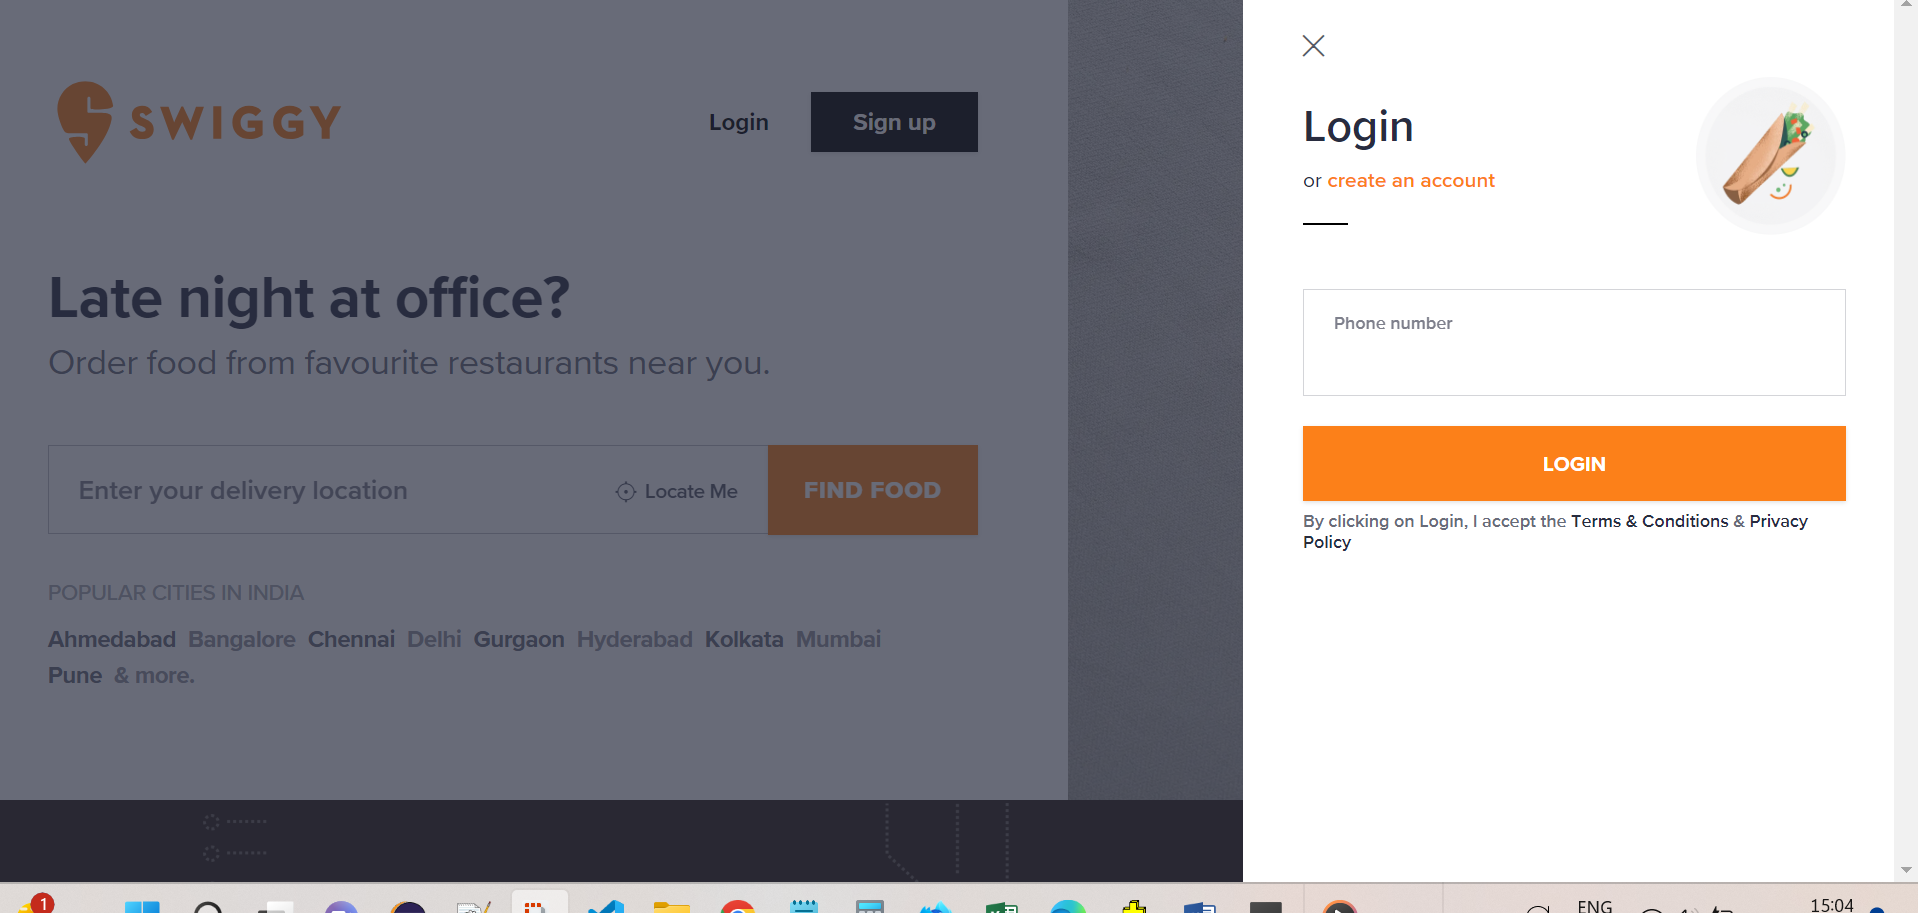 SWIGGY
Login
Sign up
Late night at office?
Order food from favourite restaurants near you.
Enter your delivery location
Locate Me
FIND FOOD
POPULAR CITIES IN INDIA
Ahmedabad Bangalore Chennai Delhi Gurgaon Hyderabad Kolkata Mumbai
Pune & more.
Login
or create an account
Phone number
LOGIN
By clicking on Login, I accept the Terms & Conditions & Privacy
Policy
1
ENG
15:04